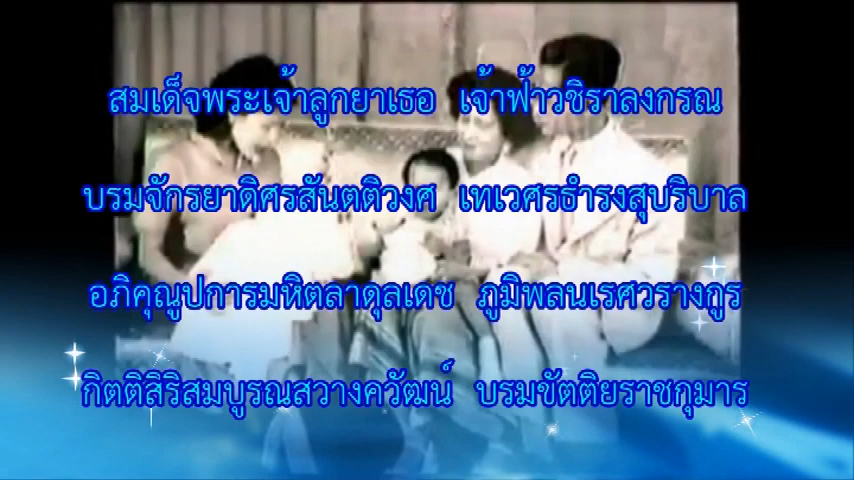 สมเด็จพระเจ้าลูกยาเธอ เจ้าฟ้าวชิราลงกรณ
บรมจักรยาดิศรสันตติวงศ เทเวศรธำรงสุบริบาล
อภิคุณูปการมหิตลาดุลเดช ภูมิพลนเรศวรางกูร
กิตติสิริสมบูรณสวางควัฒน์ บรมขัตติยราชกุมาร